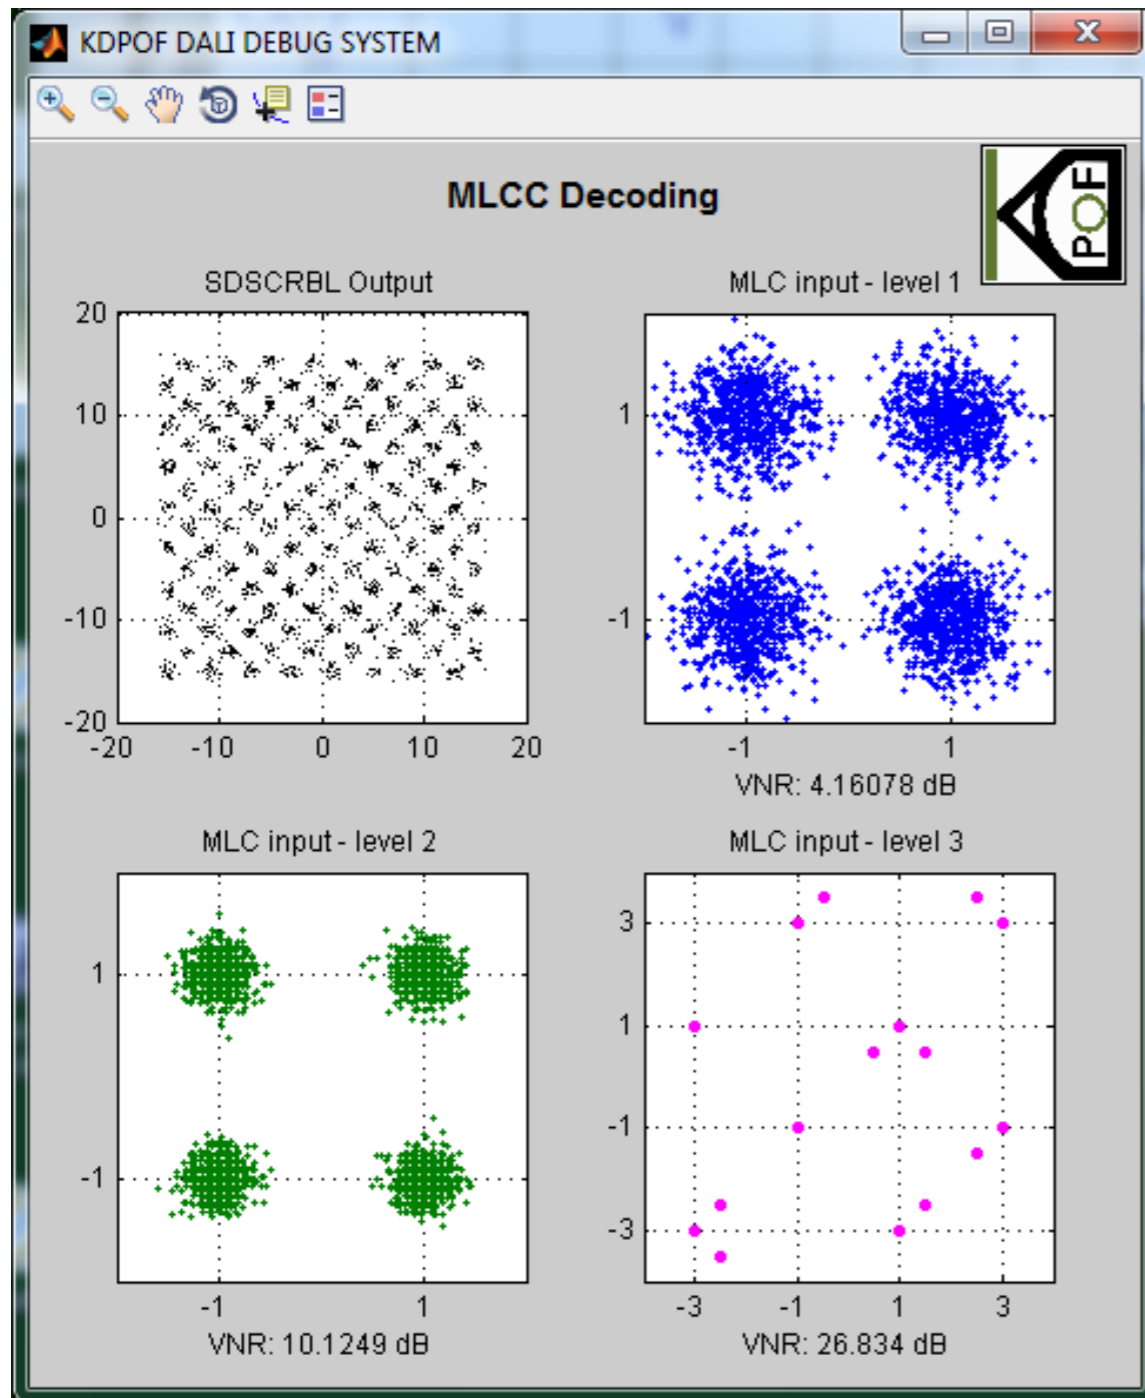 KDPOF DALI DEBUG SYSTEM
MLCC Decoding
POF
SDSCRBL Output
20
10
0
-10
-20
-20 -10 0 10 20
MLC input - level 1
1
-1
-1 1
VNR: 4.16078 dB
MLC input - level 2
1
-1
-1 1
VNR: 10.1249 dB
MLC input - level 3
3
1
-1
-3
-3 -1 1 3
VNR: 26.834 dB